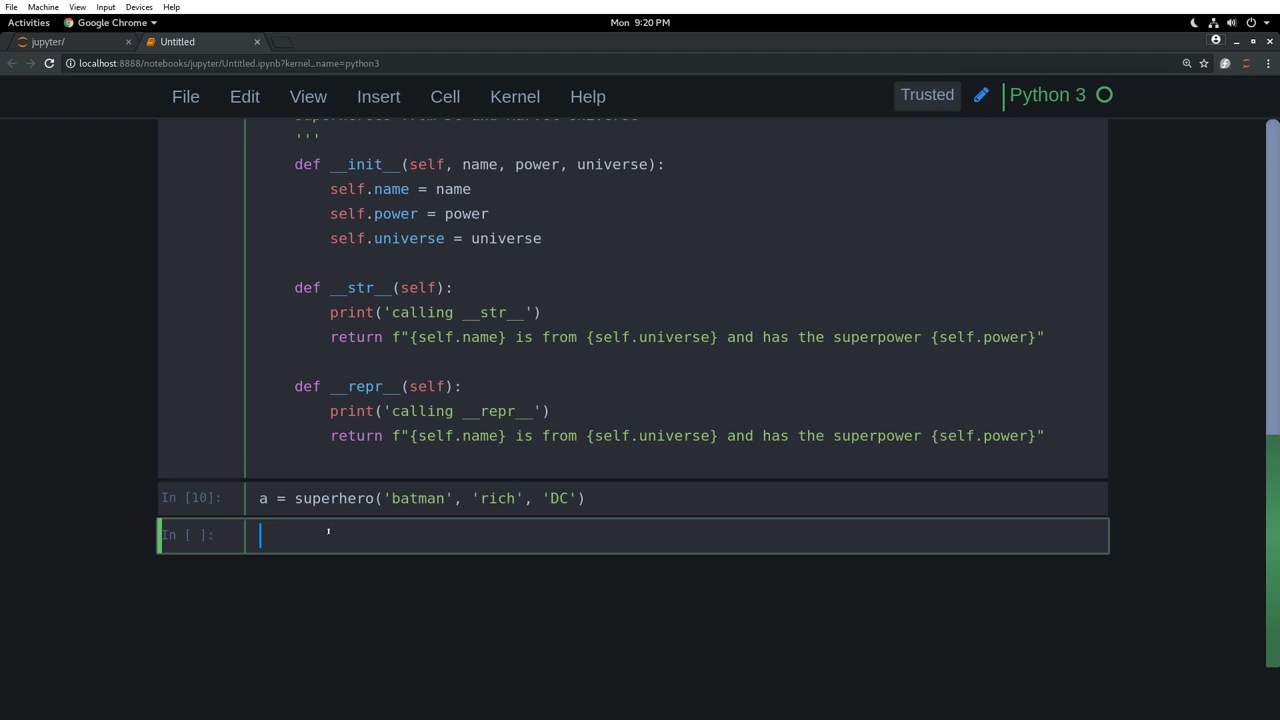 File Machine View Input Devices Help
Activities Google Chrome Mon 9:20 PM
jupyter/ × Untitled ×
localhost:8888/notebooks/jupyter/Untitled.ipynb?kernel_name=python3
File Edit View Insert Cell Kernel Help Trusted Python 3
'''
def __init__(self, name, power, universe):
self.name = name
self.power = power
self.universe = universe
def __str__(self):
print('calling __str__')
return f"{self.name} is from {self.universe} and has the superpower {self.power}"
def __repr__(self):
print('calling __repr__')
return f"{self.name} is from {self.universe} and has the superpower {self.power}"
In [10]: a = superhero('batman', 'rich', 'DC')
In [ ]: